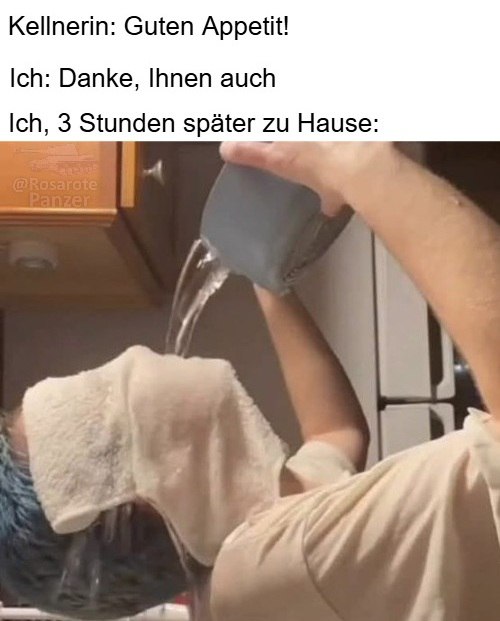 Kellnerin: Guten Appetit!
Ich: Danke, Ihnen auch
Ich, 3 Stunden später zu Hause:
@Rosarote
Panzer